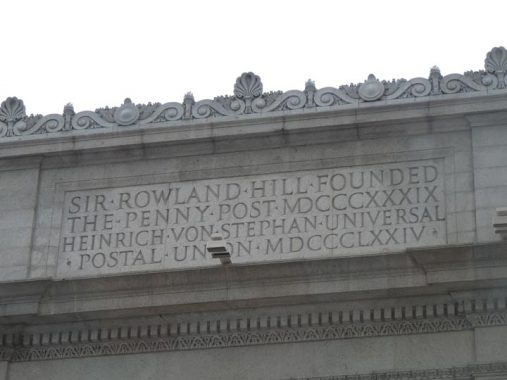 SIR·ROWLAND·HILL·FOUNDED
THE·PENNY·POST·MDCCCXXXIX
HEINRICH·VON·STEPHAN·UNIVERSAL
·POSTAL·UNION·MDCCCLXXIV·